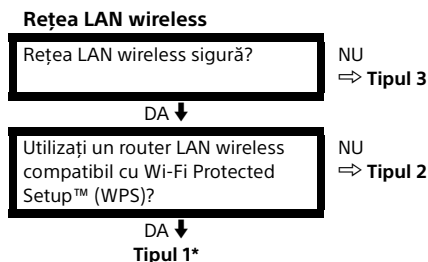 Rețea LAN wireless
Rețea LAN wireless sigură?
NU
⇨ Tipul 3
DA 🠇
Utilizați un router LAN wireless
compatibil cu Wi-Fi Protected
Setup™ (WPS)?
NU
⇨ Tipul 2
DA 🠇
Tipul 1*